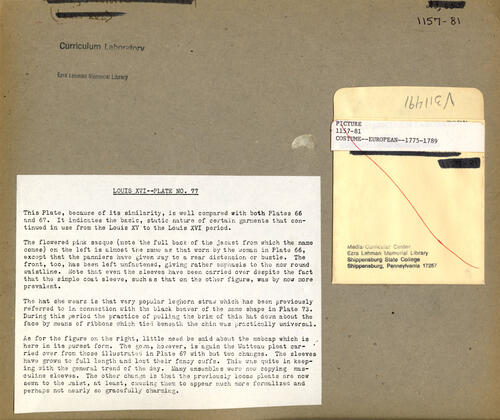 1157-81
Curriculum Laboratory
Ezra Lehman Memorial Library
V311491
PICTURE
1157-81
COSTUME--EUROPEAN--1775-1789
Media/Curricular Center
Ezra Lehman Memorial Library
Shippensburg State College
Shippensburg, Pennsylvania 17257
LOUIS XVI--PLATE NO. 77
This Plate, because of its similarity, is well compared with both Plates 66
and 67. It indicates the basic, static nature of certain garments that con-
tinued in use from the Louis XV to the Louis XVI period.
The flowered pink sacque (note the full back of the jacket from which the name
comes) on the left is almost the same as that worn by the woman in Plate 66,
except that the panniers have given way to a rear distension or bustle. The
front, too, has been left unfastened, giving rather emphasis to the now round
waistline. Note that even the sleeves have been carried over despite the fact
that the simple coat sleeve, such as that on the other figure, was by now more
prevalent.
The hat she wears is that very popular leghorn straw which has been previously
referred to in connection with the black beaver of the same shape in Plate 73.
During this period the practice of pulling the brim of this hat down about the
face by means of ribbons which tied beneath the chin was practically universal.
As for the figure on the right, little need be said about the mobcap which is
here in its purest form. The gown, however, is again the Watteau pleat car-
ried over from those illustrated in Plate 67 with but two changes. The sleeves
have grown to full length and lost their fancy cuffs. This was quite in keep-
ing with the general trend of the day. Many ensembles were now copying mas-
culine sleeves. The other change is that the previously loose pleats are now
sewn to the waist, at least, causing them to appear much more formalized and
perhaps not nearly so gracefully charming.